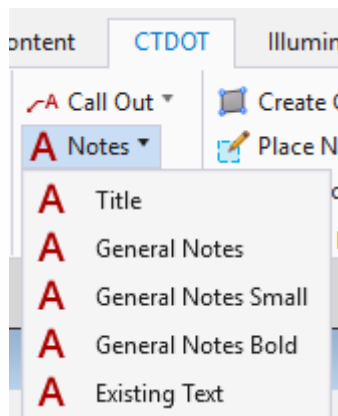 ontent CTDOT Illumin
A Call Out Create
A Notes Place N
A Title
A General Notes
A General Notes Small
A General Notes Bold
A Existing Text